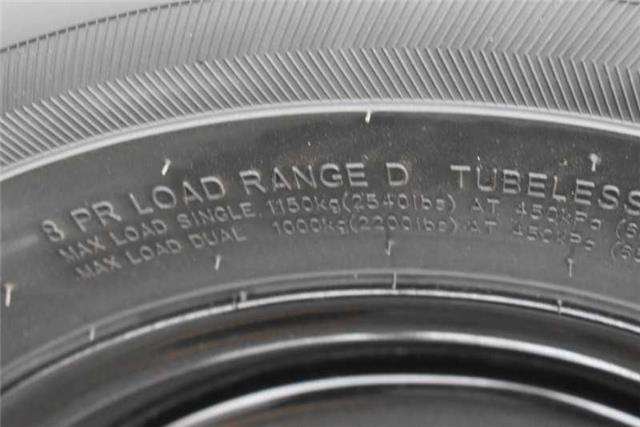 8 PR LOAD RANGE D TUBELESS
MAX LOAD SINGLE 1150kg(2540lbs) AT 450kPa
MAX LOAD DUAL 1000kg(2200lbs) AT 450kPa